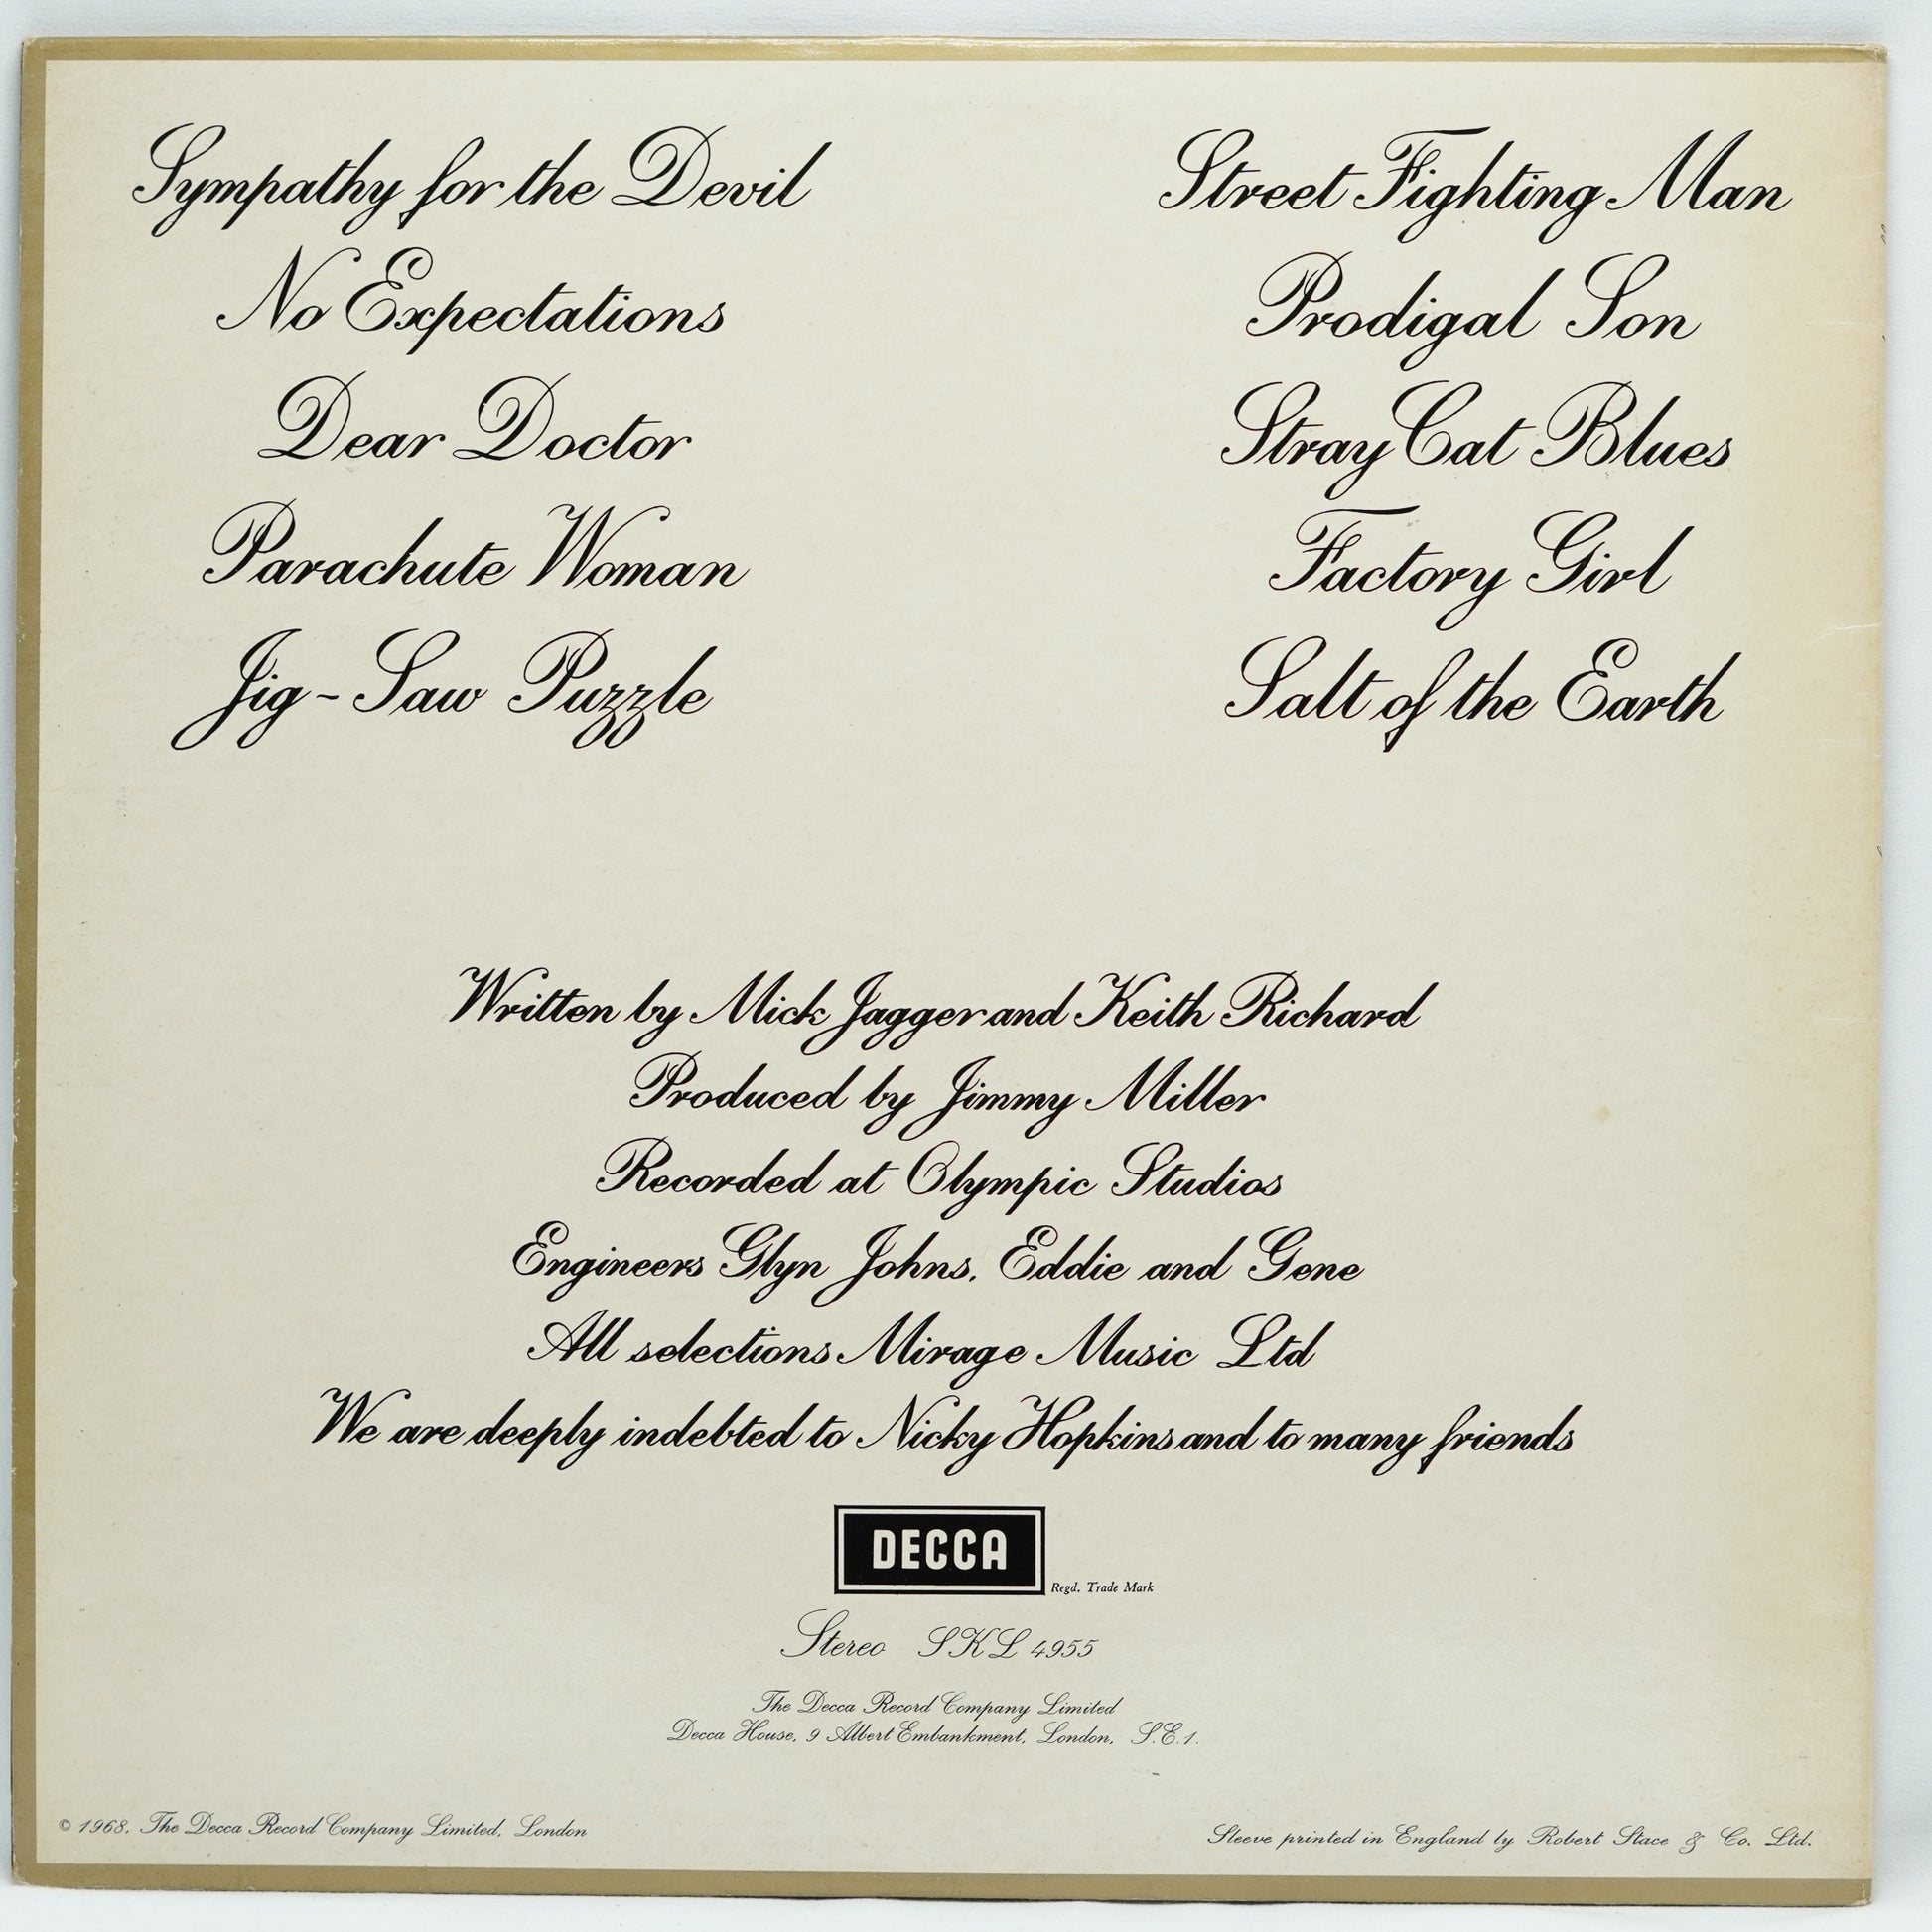 Sympathy for the Devil
No Expectations
Dear Doctor
Parachute Woman
Jig-Saw Puzzle
Street Fighting Man
Prodigal Son
Stray Cat Blues
Factory Girl
Salt of the Earth
Written by Mick Jagger and Keith Richard
Produced by Jimmy Miller
Recorded at Olympic Studios
Engineers Glyn Johns, Eddie and Gene
All selections Mirage Music Ltd
We are deeply indebted to Nicky Hopkins and to many friends
DECCA
Regd. Trade Mark
Stereo SKL 4955
The Decca Record Company Limited
Decca House, 9 Albert Embankment, London, S.E.1.
© 1968, The Decca Record Company Limited, London
Sleeve printed in England by Robert Stace & Co. Ltd.